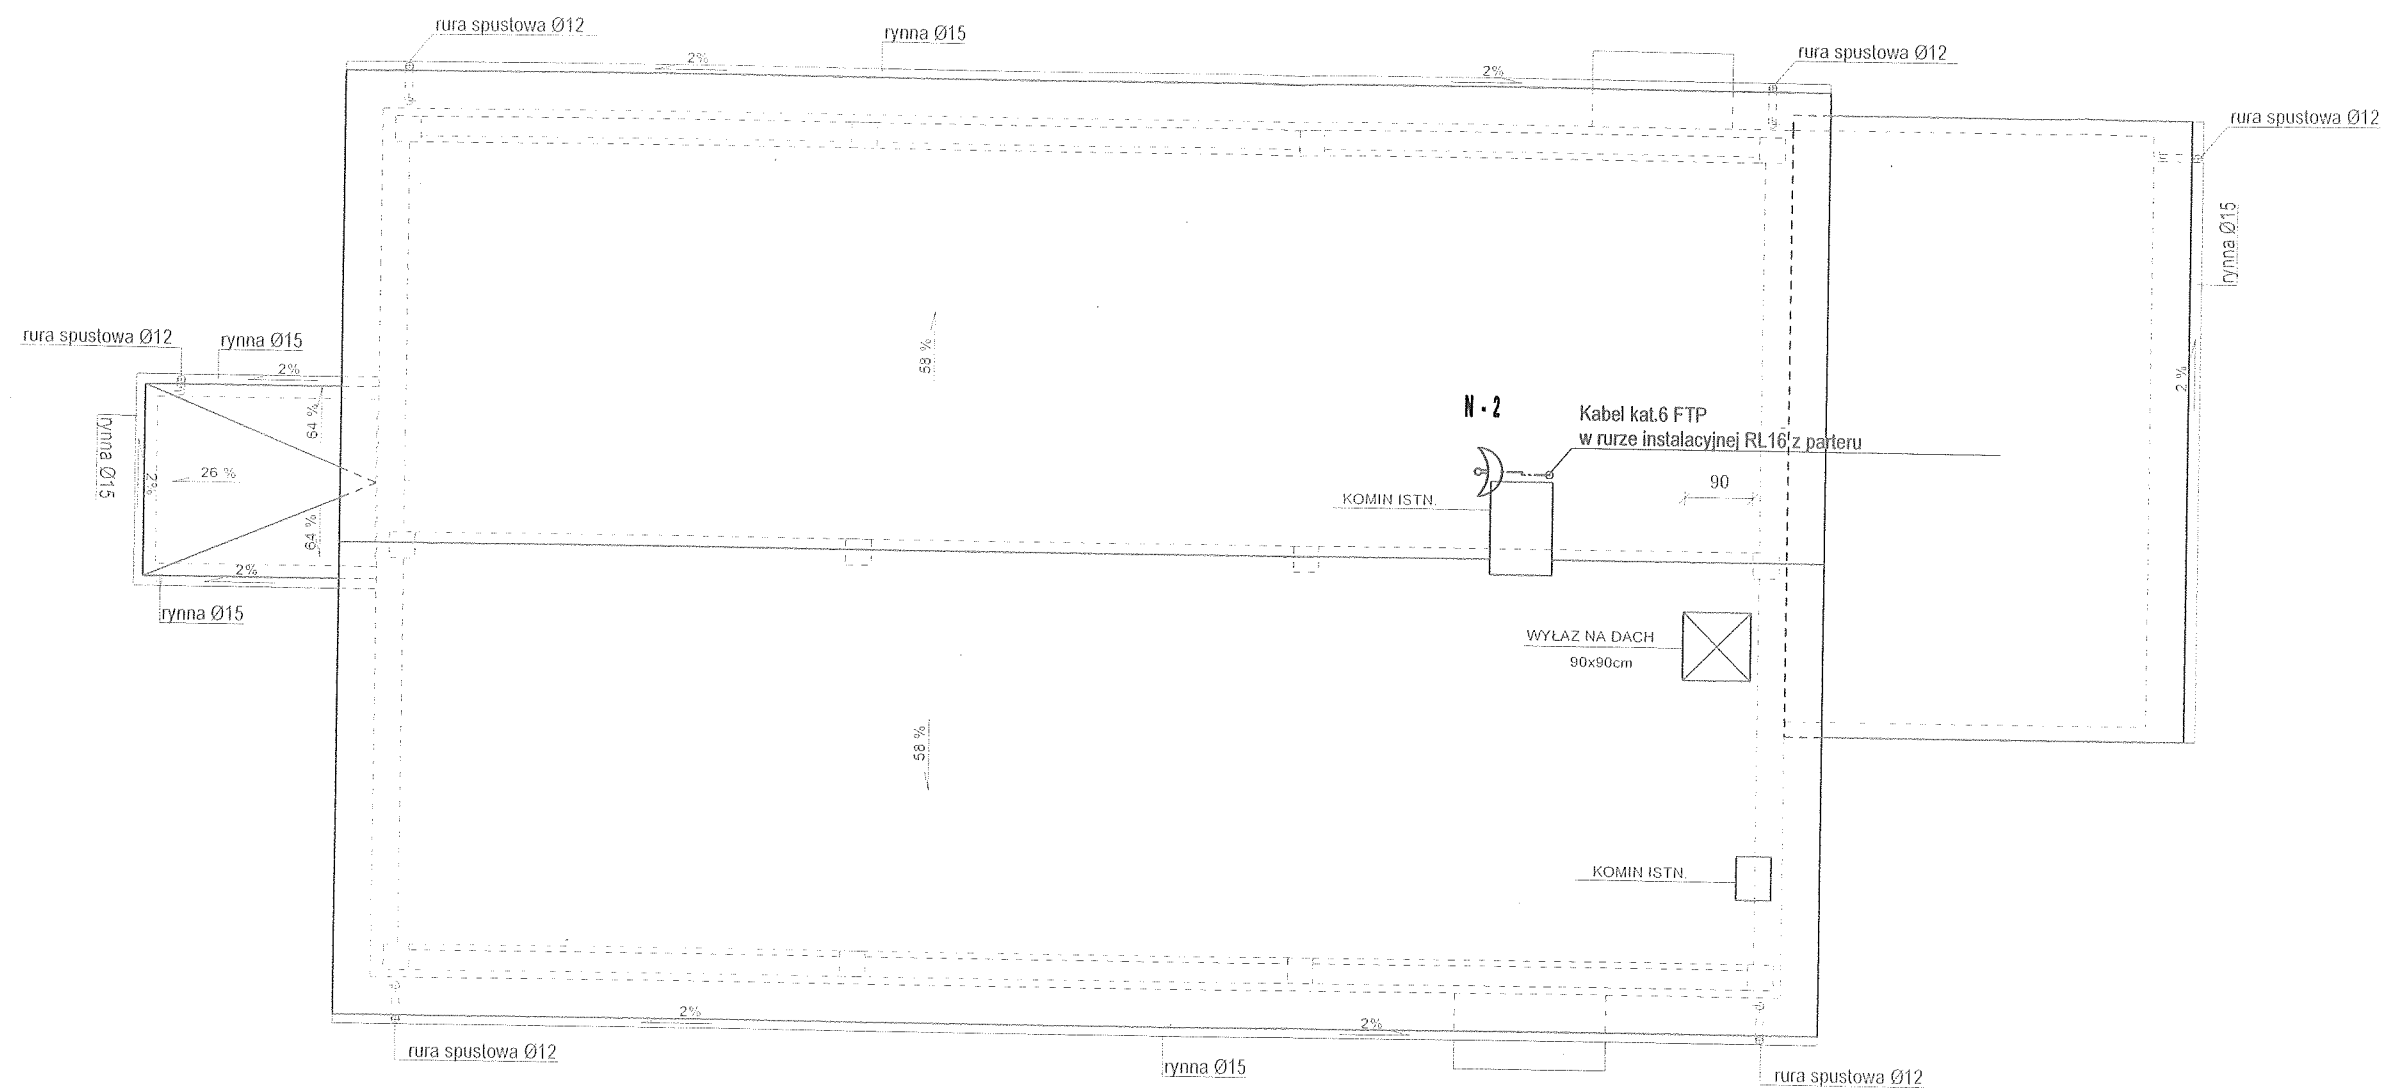 rura spustowa Ø12
rynna Ø15
2%
2%
rura spustowa Ø12
rura spustowa Ø12
rynna Ø15
2 %
rura spustowa Ø12
rynna Ø15
2%
64 %
rynna Ø15
2%
26 %
64 %
2%
rynna Ø15
58 %
N - 2
Kabel kat.6 FTP
w rurze instalacyjnej RL16 z parteru
KOMIN ISTN.
90
WYŁAZ NA DACH
90x90cm
58 %
KOMIN ISTN.
2%
2%
rura spustowa Ø12
rynna Ø15
rura spustowa Ø12